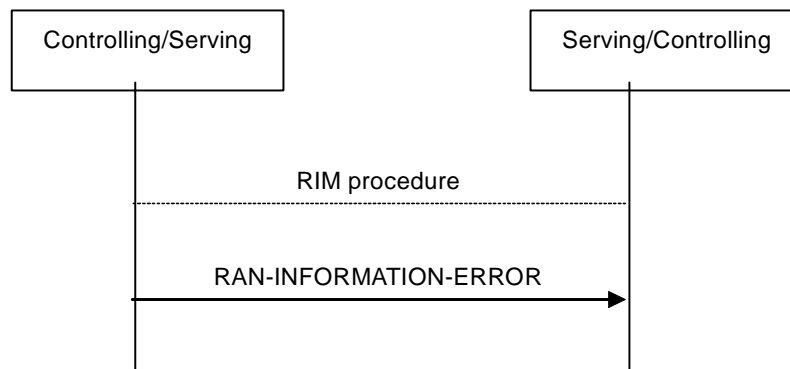 Controlling/Serving
Serving/Controlling
RIM procedure
RAN-INFORMATION-ERROR